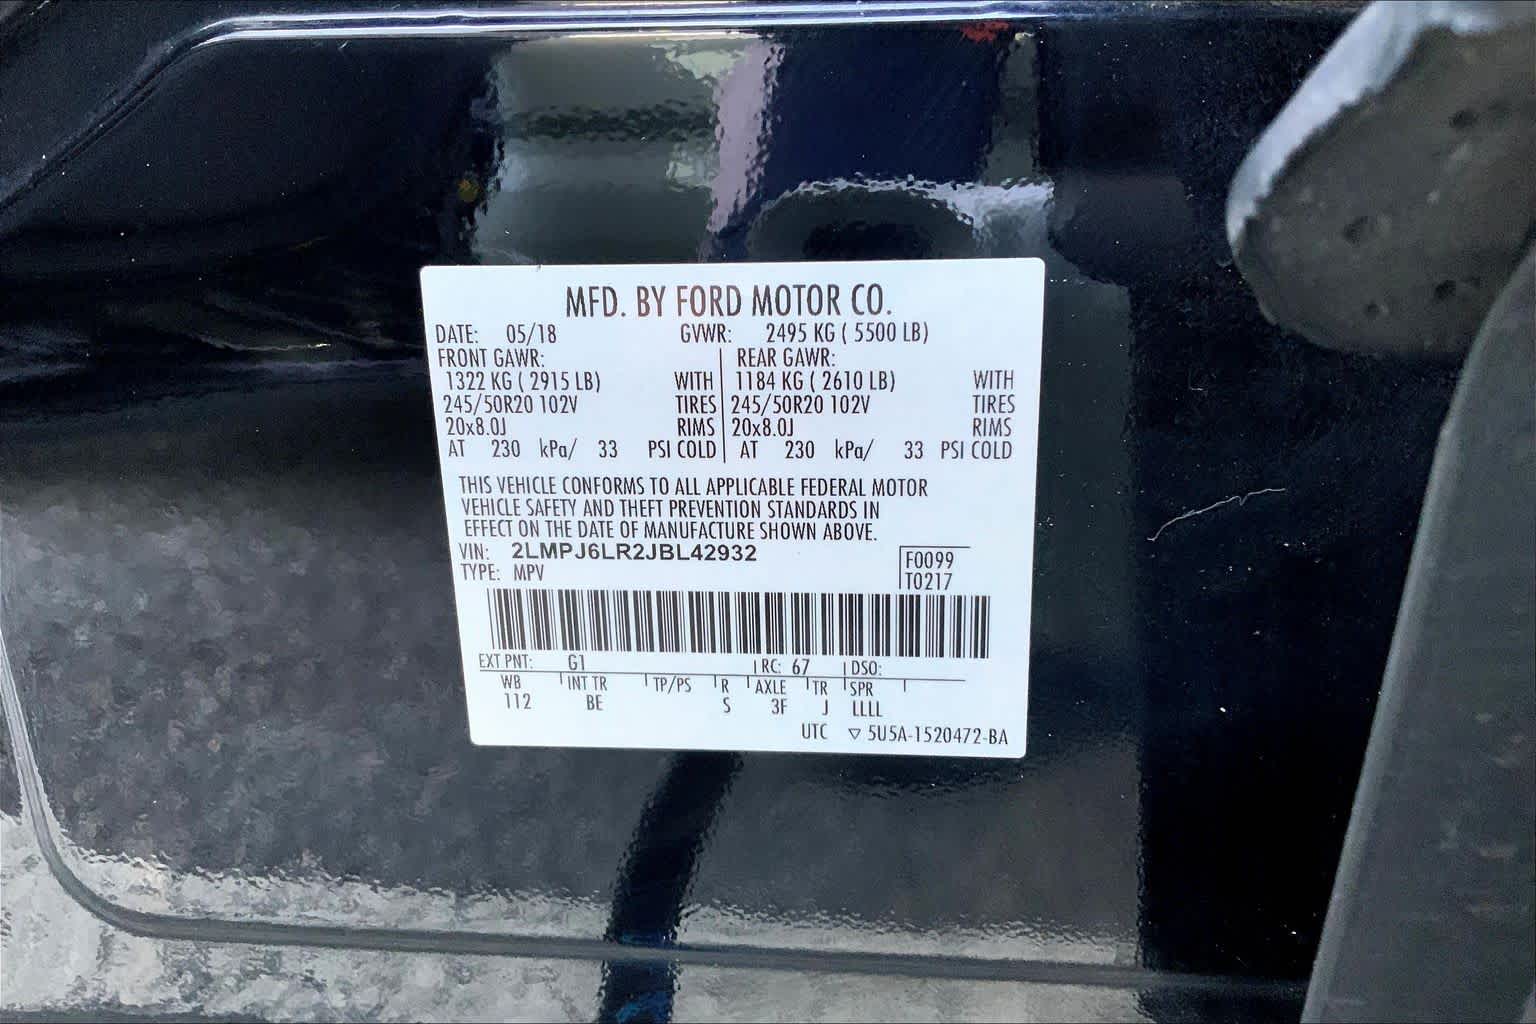 MFD. BY FORD MOTOR CO.
DATE: 05/18 GVWR: 2495 KG ( 5500 LB)
FRONT GAWR: REAR GAWR:
1322 KG ( 2915 LB) WITH 1184 KG ( 2610 LB) WITH
245/50R20 102V TIRES 245/50R20 102V TIRES
20x8.0J RIMS 20x8.0J RIMS
AT 230 kPa/ 33 PSI COLD AT 230 kPa/ 33 PSI COLD
THIS VEHICLE CONFORMS TO ALL APPLICABLE FEDERAL MOTOR
VEHICLE SAFETY AND THEFT PREVENTION STANDARDS IN
EFFECT ON THE DATE OF MANUFACTURE SHOWN ABOVE.
VIN: 2LMPJ6LR2JBL42932
TYPE: MPV
F0099
T0217
EXT PNT: G1 RC: 67 DSO:
WB INT TR TP/PS R AXLE TR SPR
112 BE S 3F J LLLL
UTC ▽ 5U5A-1520472-BA